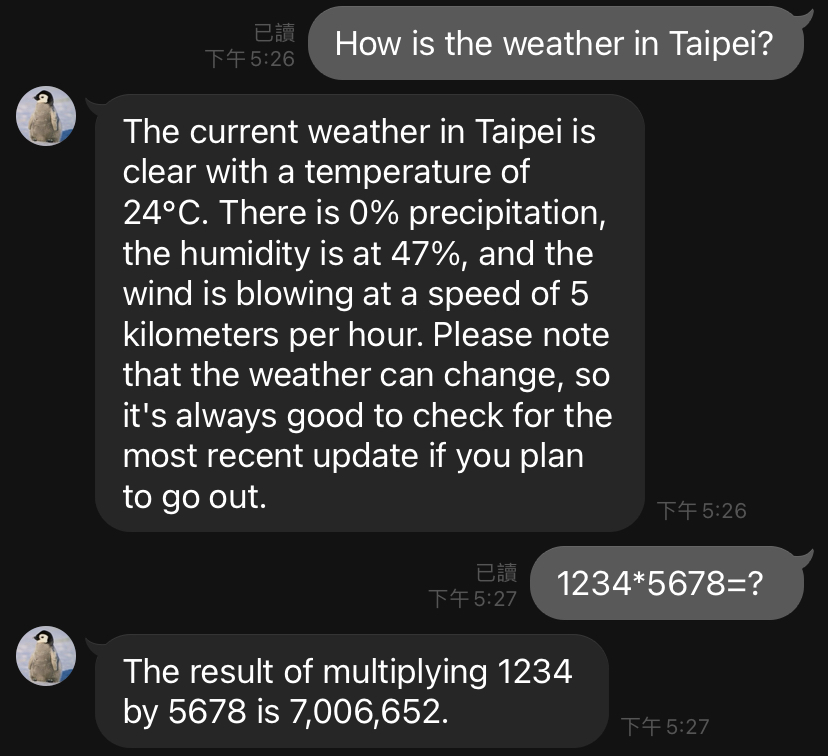 已讀
下午 5:26
How is the weather in Taipei?
The current weather in Taipei is
clear with a temperature of
24°C. There is 0% precipitation,
the humidity is at 47%, and the
wind is blowing at a speed of 5
kilometers per hour. Please note
that the weather can change, so
it's always good to check for the
most recent update if you plan
to go out.
下午 5:26
已讀
下午 5:27
1234*5678=?
The result of multiplying 1234
by 5678 is 7,006,652.
下午 5:27